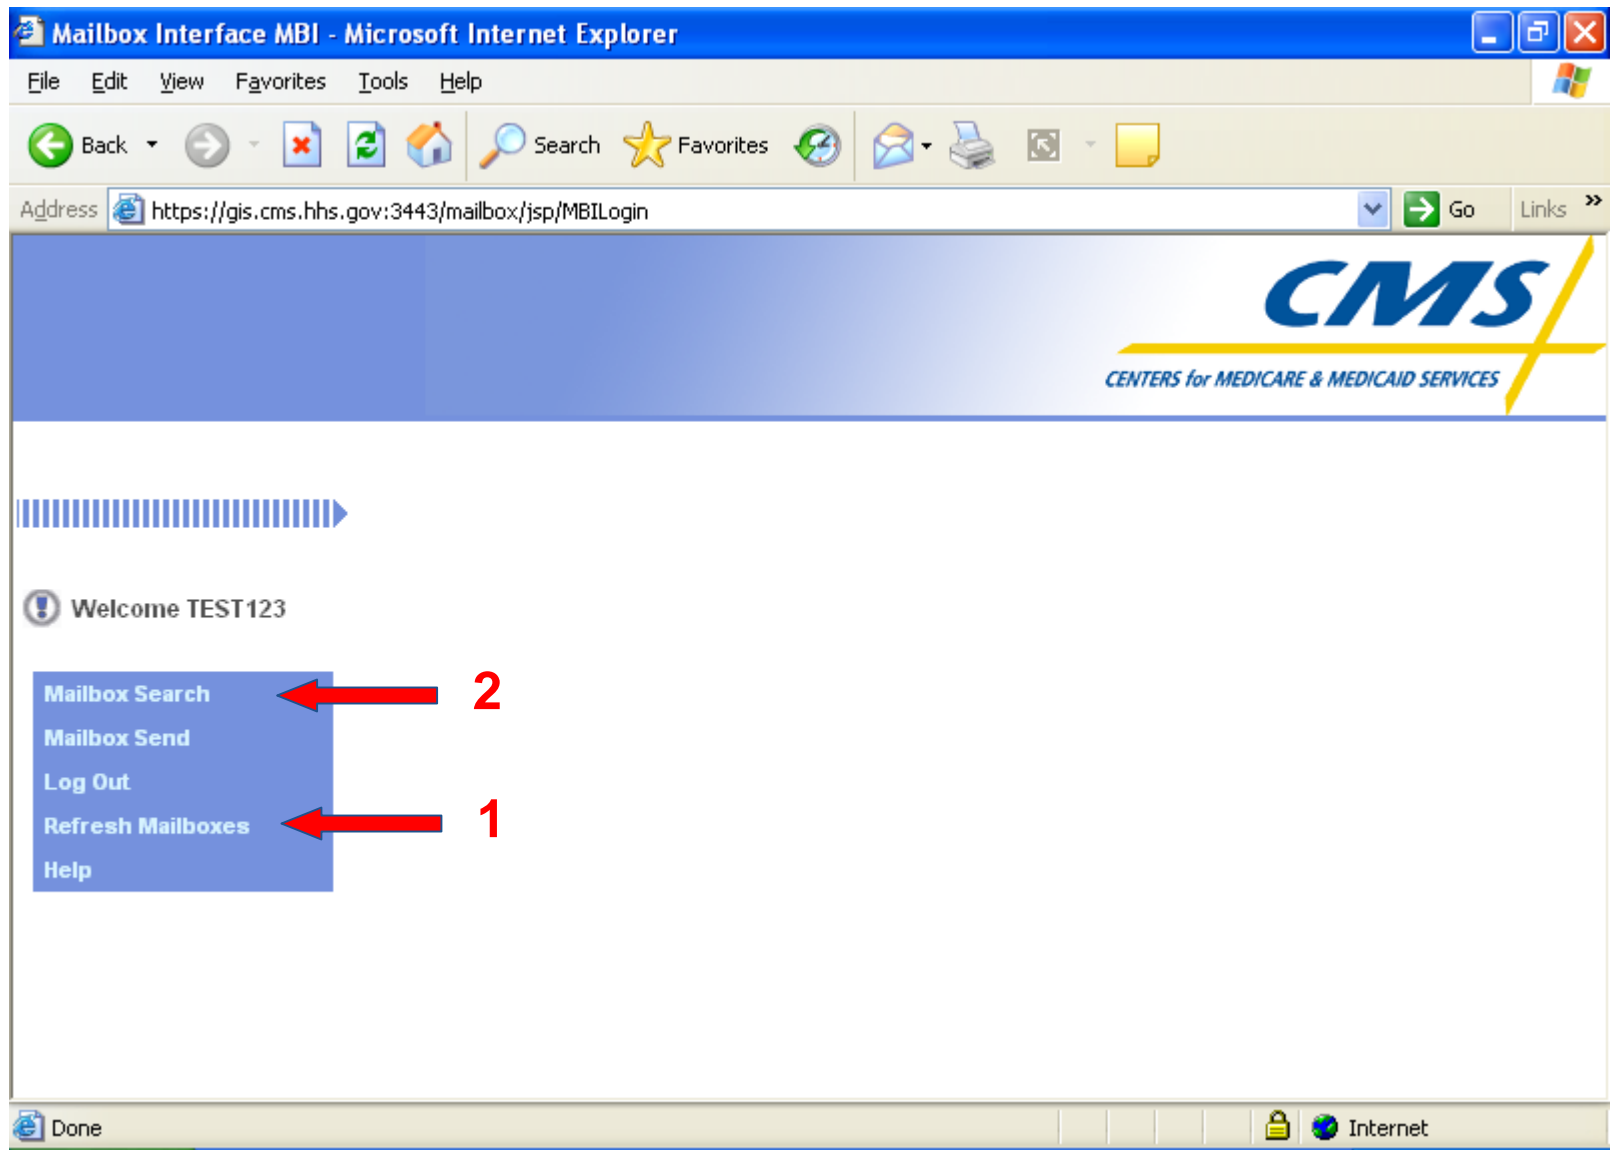 Mailbox Interface MBI - Microsoft Internet Explorer
File Edit View Favorites Tools Help
Back Search Favorites
Address https://gis.cms.hhs.gov:3443/mailbox/jsp/MBILogin Go Links »
CMS
CENTERS for MEDICARE & MEDICAID SERVICES
Welcome TEST123
Mailbox Search 2
Mailbox Send
Log Out
Refresh Mailboxes 1
Help
Done Internet